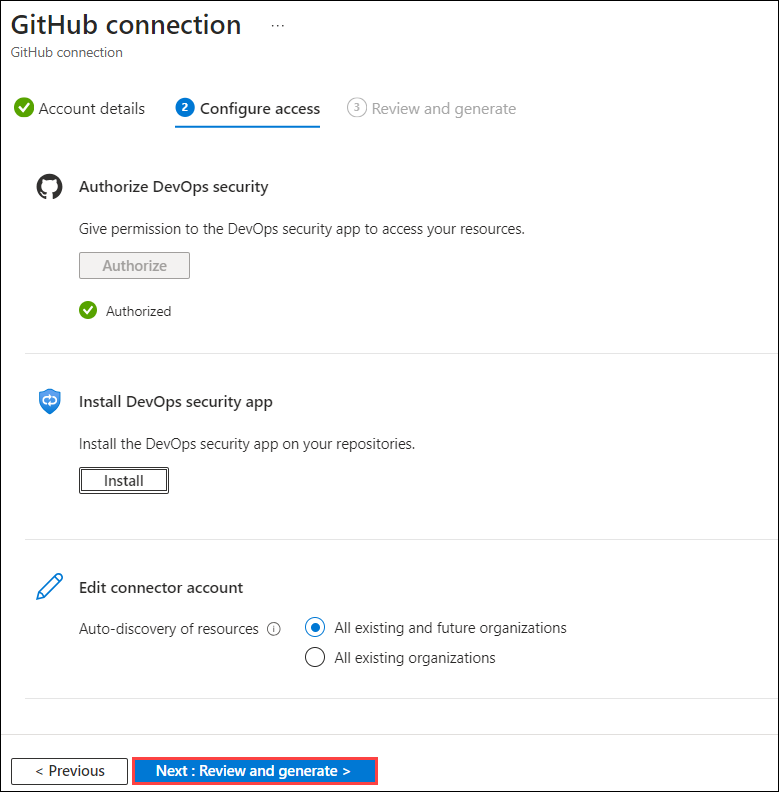 GitHub connection ...
GitHub connection
Account details 2 Configure access 3 Review and generate
Authorize DevOps security
Give permission to the DevOps security app to access your resources.
Authorize
Authorized
Install DevOps security app
Install the DevOps security app on your repositories.
Install
Edit connector account
Auto-discovery of resources i All existing and future organizations
All existing organizations
< Previous Next : Review and generate >